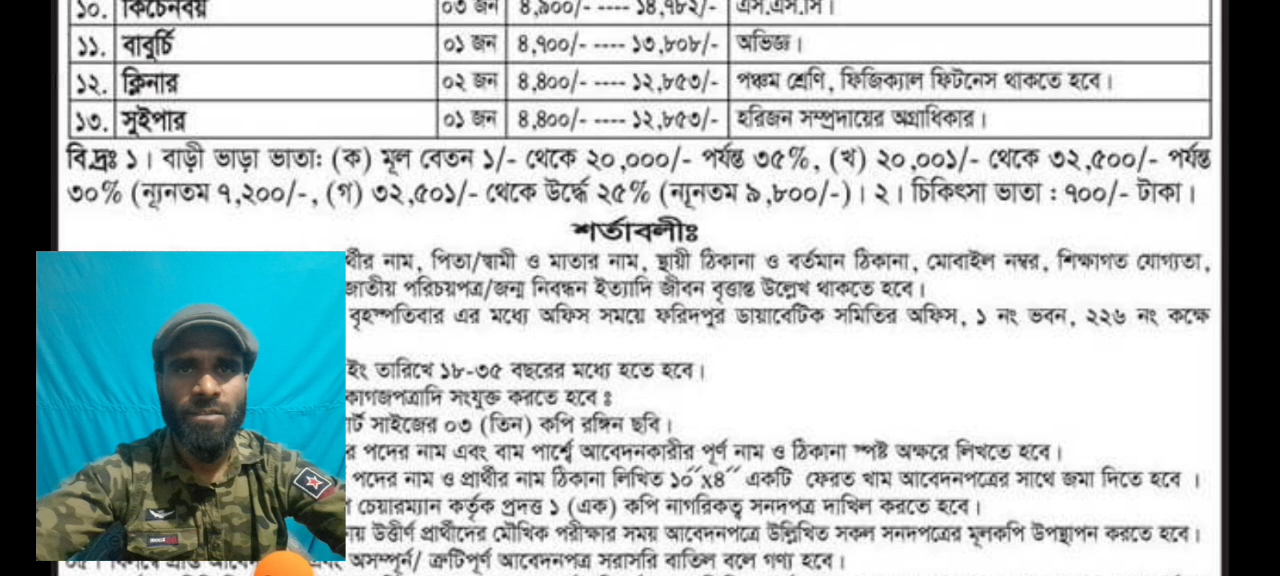 ১০. কিচেনবয় ০৩ জন ৪,৯০০/- ---- ১৪,৭৮২/- এস.এস.সি।
১১. বাবুর্চি ০১ জন ৪,৭০০/- ---- ১৩,৮০৮/- অভিজ্ঞ।
১২. ক্লিনার ০২ জন ৪,৪০০/- ---- ১২,৮৫৩/- পঞ্চম শ্রেণি, ফিজিক্যাল ফিটনেস থাকতে হবে।
১৩. সুইপার ০১ জন ৪,৪০০/- ---- ১২,৮৫৩/- হরিজন সম্প্রদায়ের অগ্রাধিকার।
বি.দ্রঃ ১। বাড়ী ভাড়া ভাতা: (ক) মূল বেতন ১/- থেকে ২০,০০০/- পর্যন্ত ৩৫%, (খ) ২০,০০১/- থেকে ৩২,৫০০/- পর্যন্ত
৩০% (ন্যূনতম ৭,২০০/-, (গ) ৩২,৫০১/- থেকে উর্দ্ধে ২৫% (ন্যূনতম ৯,৮০০/-)। ২। চিকিৎসা ভাতা : ৭০০/- টাকা।
শর্তাবলীঃ
র্থীর নাম, পিতা/স্বামী ও মাতার নাম, স্থায়ী ঠিকানা ও বর্তমান ঠিকানা, মোবাইল নম্বর, শিক্ষাগত যোগ্যতা,
জাতীয় পরিচয়পত্র/জন্ম নিবন্ধন ইত্যাদি জীবন বৃত্তান্ত উল্লেখ থাকতে হবে।
বৃহস্পতিবার এর মধ্যে অফিস সময়ে ফরিদপুর ডায়াবেটিক সমিতির অফিস, ১ নং ভবন, ২২৬ নং কক্ষে
ইং তারিখে ১৮-৩৫ বছরের মধ্যে হতে হবে।
কাগজপত্রাদি সংযুক্ত করতে হবে ঃ
র্ট সাইজের ০৩ (তিন) কপি রঙ্গিন ছবি।
র পদের নাম এবং বাম পার্শ্বে আবেদনকারীর পূর্ণ নাম ও ঠিকানা স্পষ্ট অক্ষরে লিখতে হবে।
পদের নাম ও প্রার্থীর নাম ঠিকানা লিখিত ১০˝x৪˝ একটি ফেরত খাম আবেদনপত্রের সাথে জমা দিতে হবে ।
চেয়ারম্যান কর্তৃক প্রদত্ত ১ (এক) কপি নাগরিকত্ব সনদপত্র দাখিল করতে হবে।
য় উত্তীর্ণ প্রার্থীদের মৌখিক পরীক্ষার সময় আবেদনপত্রে উল্লিখিত সকল সনদপত্রের মূলকপি উপস্থাপন করতে হবে।
অসম্পূর্ন/ ত্রুটিপূর্ণ আবেদনপত্র সরাসরি বাতিল বলে গণ্য হবে।